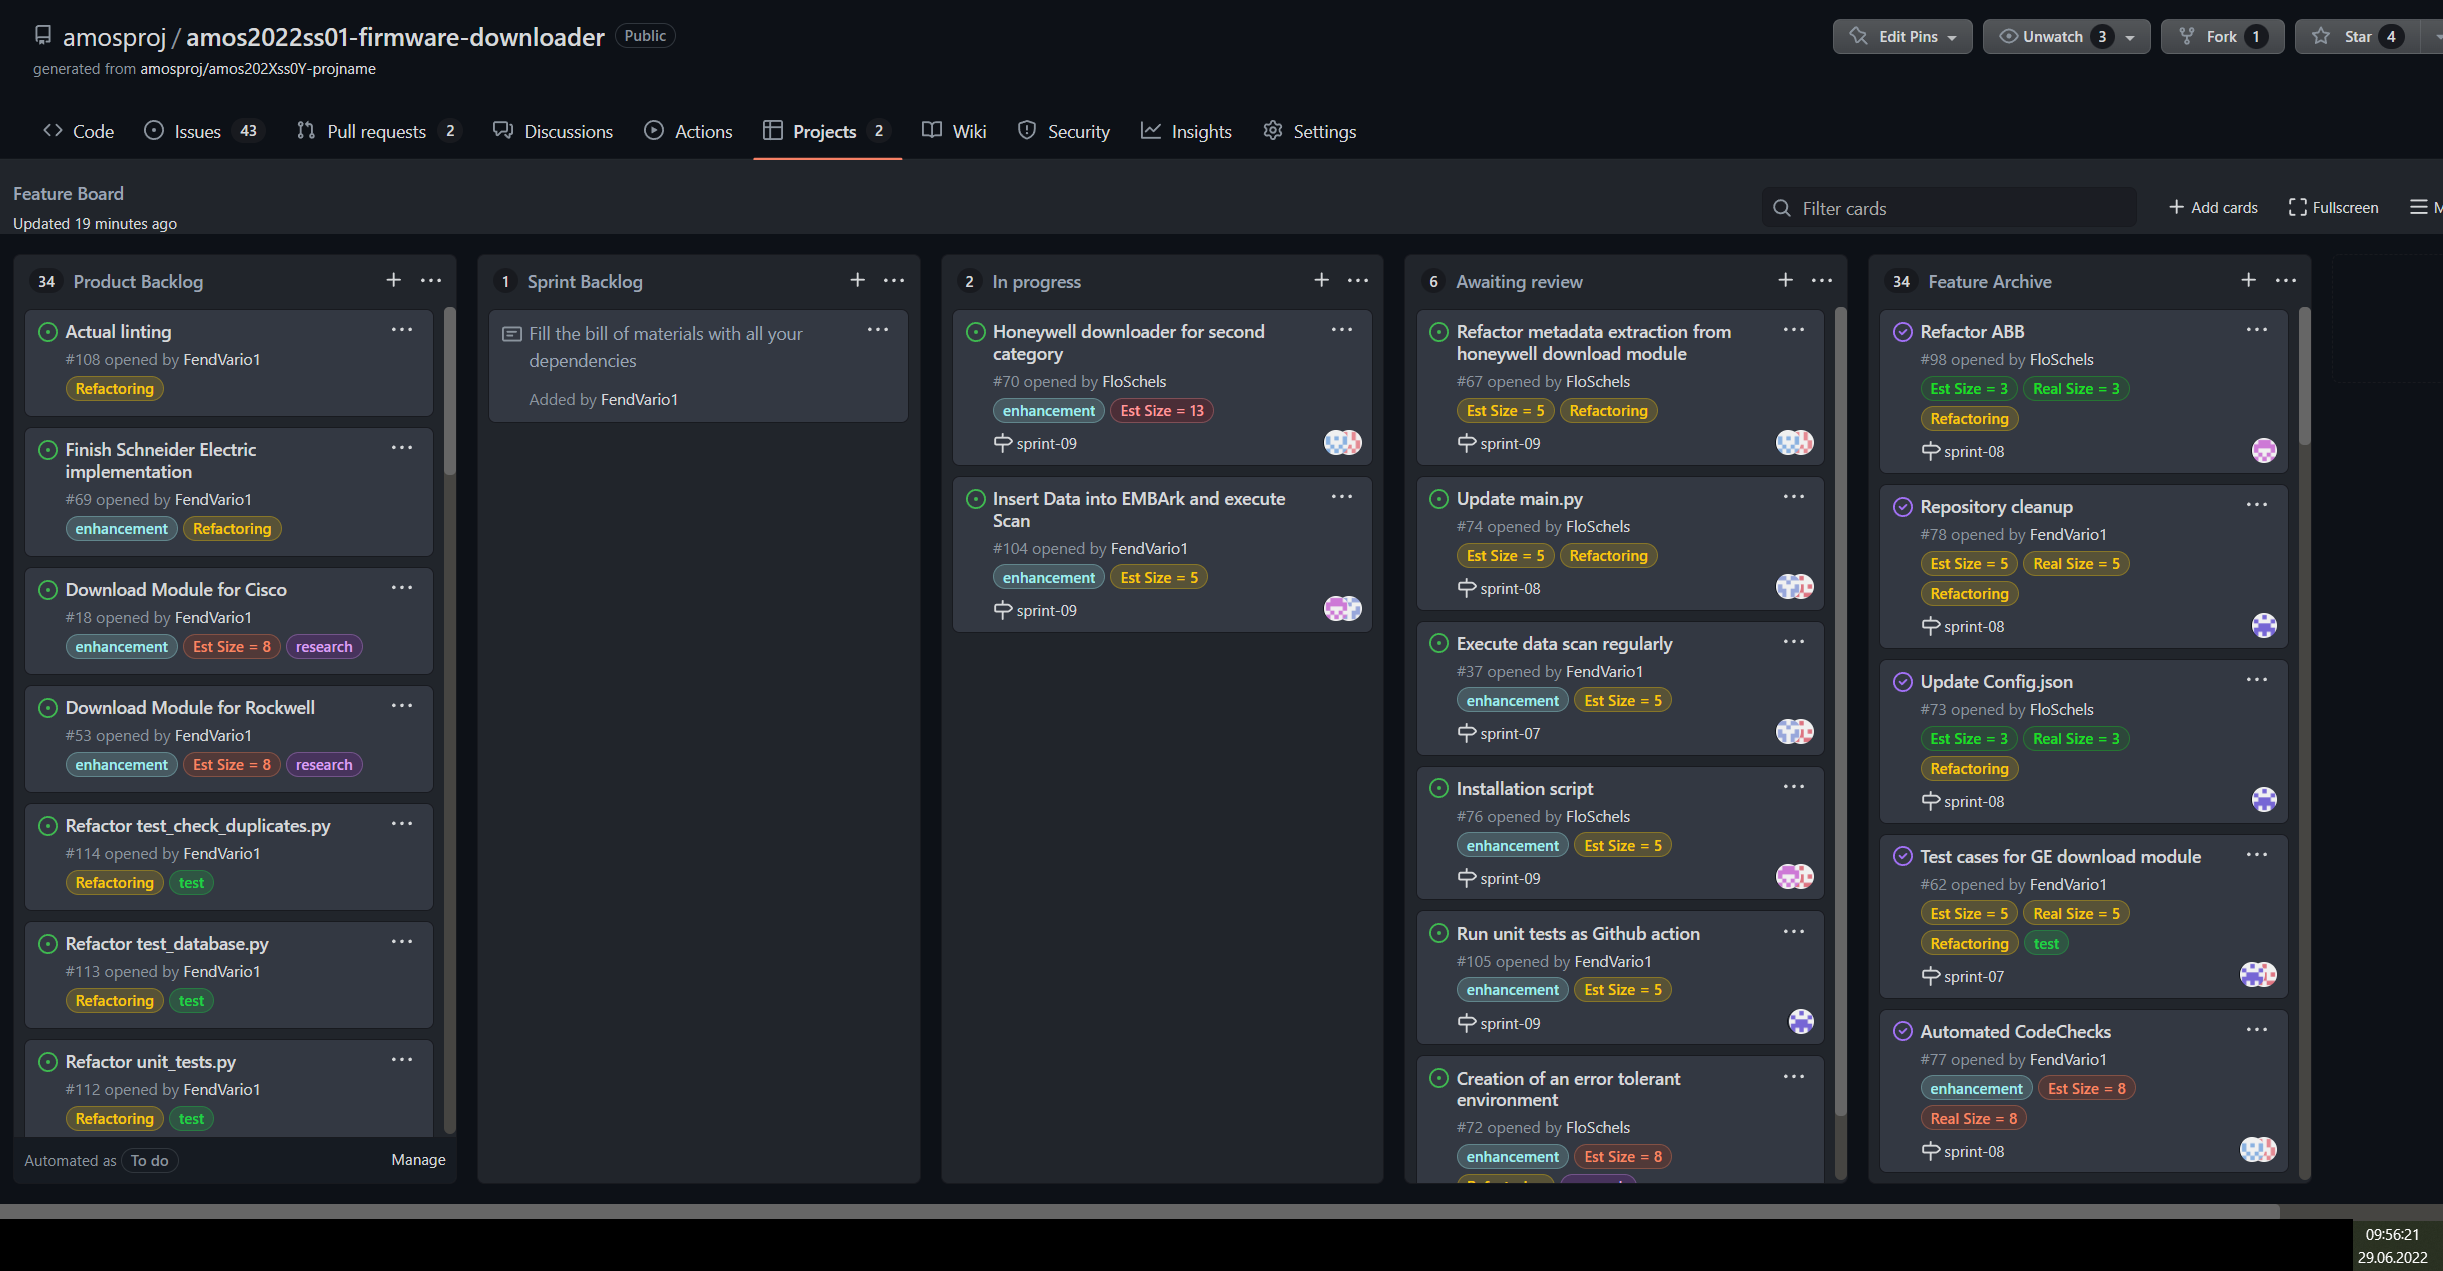 amosproj / amos2022ss01-firmware-downloader Public
generated from amosproj/amos202Xss0Y-projname
Edit Pins
Unwatch 3
Fork 1
Star 4
Code
Issues 43
Pull requests 2
Discussions
Actions
Projects 2
Wiki
Security
Insights
Settings
Feature Board
Updated 19 minutes ago
Filter cards
+ Add cards
Fullscreen
M
34 Product Backlog
Actual linting
#108 opened by FendVario1
Refactoring
Finish Schneider Electric
implementation
#69 opened by FendVario1
enhancement Refactoring
Download Module for Cisco
#18 opened by FendVario1
enhancement Est Size = 8 research
Download Module for Rockwell
#53 opened by FendVario1
enhancement Est Size = 8 research
Refactor test_check_duplicates.py
#114 opened by FendVario1
Refactoring test
Refactor test_database.py
#113 opened by FendVario1
Refactoring test
Refactor unit_tests.py
#112 opened by FendVario1
Refactoring test
Automated as To do
Manage
1 Sprint Backlog
Fill the bill of materials with all your
dependencies
Added by FendVario1
2 In progress
Honeywell downloader for second
category
#70 opened by FloSchels
enhancement Est Size = 13
sprint-09
Insert Data into EMBArk and execute
Scan
#104 opened by FendVario1
enhancement Est Size = 5
sprint-09
6 Awaiting review
Refactor metadata extraction from
honeywell download module
#67 opened by FloSchels
Est Size = 5 Refactoring
sprint-09
Update main.py
#74 opened by FloSchels
Est Size = 5 Refactoring
sprint-08
Execute data scan regularly
#37 opened by FendVario1
enhancement Est Size = 5
sprint-07
Installation script
#76 opened by FloSchels
enhancement Est Size = 5
sprint-09
Run unit tests as Github action
#105 opened by FendVario1
enhancement Est Size = 5
sprint-09
Creation of an error tolerant
environment
#72 opened by FloSchels
enhancement Est Size = 8
34 Feature Archive
Refactor ABB
#98 opened by FloSchels
Est Size = 3 Real Size = 3
Refactoring
sprint-08
Repository cleanup
#78 opened by FendVario1
Est Size = 5 Real Size = 5
Refactoring
sprint-08
Update Config.json
#73 opened by FloSchels
Est Size = 3 Real Size = 3
Refactoring
sprint-08
Test cases for GE download module
#62 opened by FendVario1
Est Size = 5 Real Size = 5
Refactoring test
sprint-07
Automated CodeChecks
#77 opened by FendVario1
enhancement Est Size = 8
Real Size = 8
sprint-08
09:56:21
29.06.2022